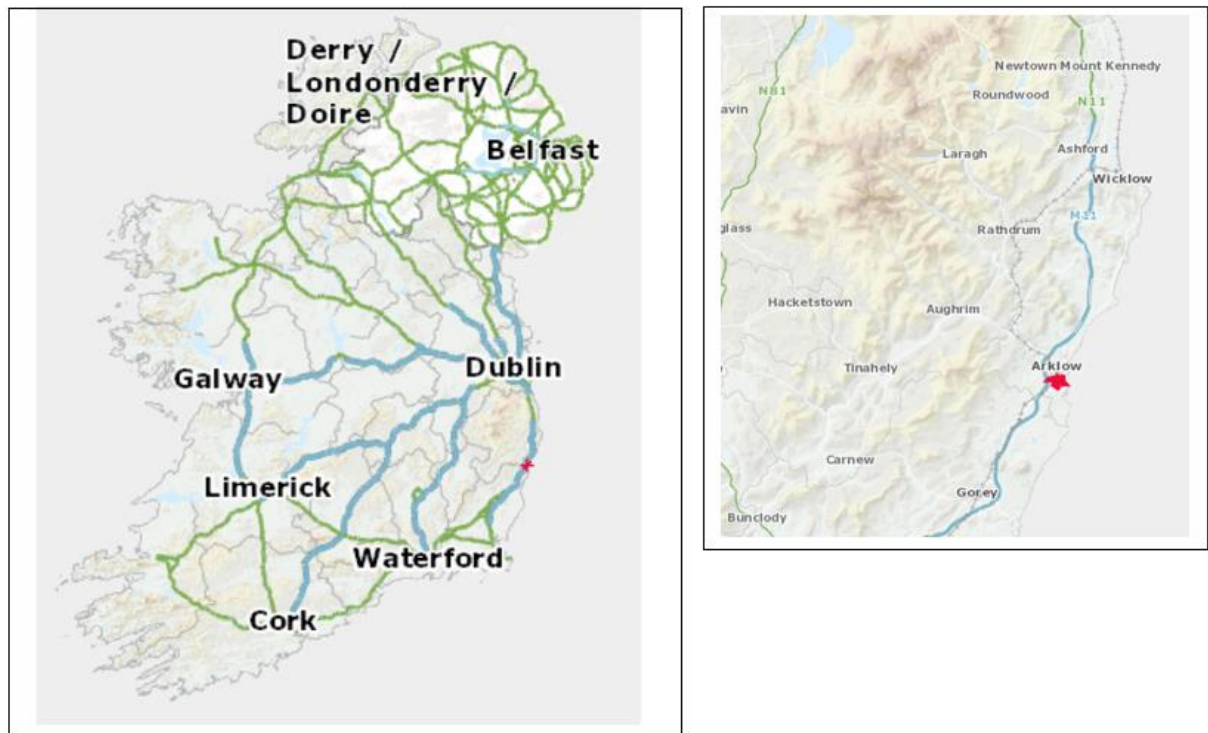 Derry /
Londonderry /
Doire
Belfast
Galway
Dublin
Limerick
Waterford
Cork
Newtown Mount Kennedy
N81
Roundwood
N11
avin
Ashford
Laragh
Wicklow
M11
glass
Rathdrum
Hacketstown
Aughrim
Arklow
Tinahely
Carnew
Gorey
Bunclody